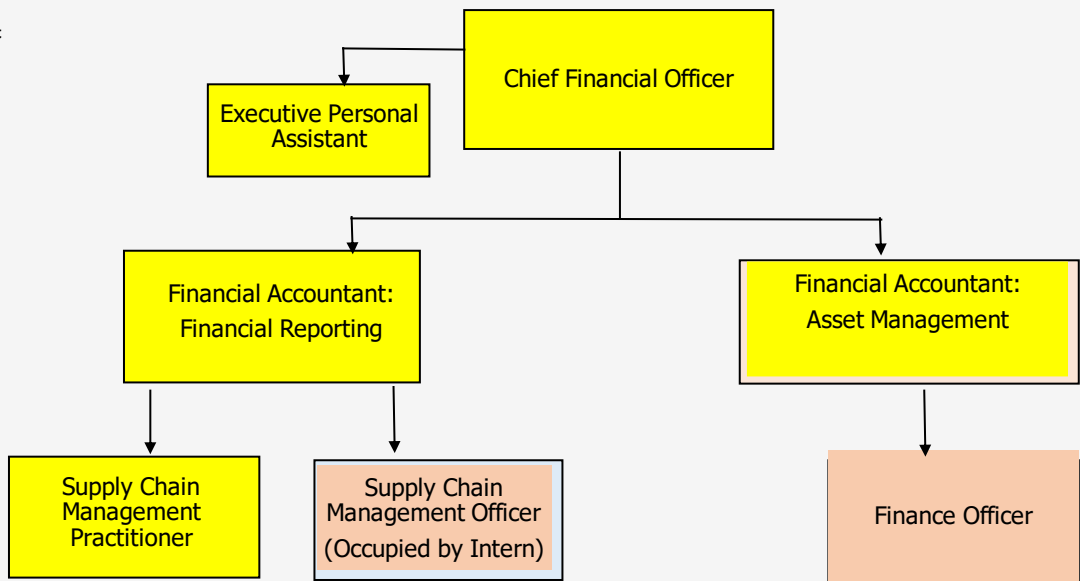 Chief Financial Officer
Executive Personal
Assistant
Financial Accountant:
Financial Reporting
Financial Accountant:
Asset Management
Supply Chain
Management
Practitioner
Supply Chain
Management Officer
(Occupied by Intern)
Finance Officer